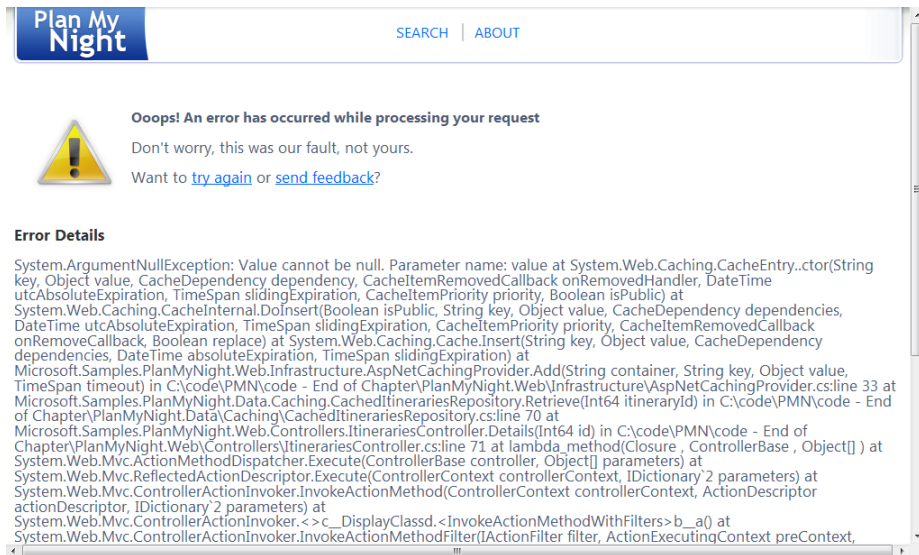 Plan My
Night
SEARCH | ABOUT
Ooops! An error has occurred while processing your request
Don't worry, this was our fault, not yours.
Want to try again or send feedback?
Error Details
System.ArgumentNullException: Value cannot be null. Parameter name: value at System.Web.Caching.CacheEntry..ctor(String
key, Object value, CacheDependency dependency, CacheItemRemovedCallback onRemovedHandler, DateTime
utcAbsoluteExpiration, TimeSpan slidingExpiration, CacheItemPriority priority, Boolean isPublic) at
System.Web.Caching.CacheInternal.DoInsert(Boolean isPublic, String key, Object value, CacheDependency dependencies,
DateTime utcAbsoluteExpiration, TimeSpan slidingExpiration, CacheItemPriority priority, CacheItemRemovedCallback
onRemoveCallback, Boolean replace) at System.Web.Caching.Cache.Insert(String key, Object value, CacheDependency
dependencies, DateTime absoluteExpiration, TimeSpan slidingExpiration) at
Microsoft.Samples.PlanMyNight.Web.Infrastructure.AspNetCachingProvider.Add(String container, String key, Object value,
TimeSpan timeout) in C:\code\PMN\code - End of Chapter\PlanMyNight.Web\Infrastructure\AspNetCachingProvider.cs:line 33 at
Microsoft.Samples.PlanMyNight.Data.Caching.CachedItinerariesRepository.Retrieve(Int64 itineraryId) in C:\code\PMN\code - End
of Chapter\PlanMyNight.Data\Caching\CachedItinerariesRepository.cs:line 70 at
Microsoft.Samples.PlanMyNight.Web.Controllers.ItinerariesController.Details(Int64 id) in C:\code\PMN\code - End of
Chapter\PlanMyNight.Web\Controllers\ItinerariesController.cs:line 71 at lambda_method(Closure , ControllerBase , Object[] ) at
System.Web.Mvc.ActionMethodDispatcher.Execute(ControllerBase controller, Object[] parameters) at
System.Web.Mvc.ReflectedActionDescriptor.Execute(ControllerContext controllerContext, IDictionary`2 parameters) at
System.Web.Mvc.ControllerActionInvoker.InvokeActionMethod(ControllerContext controllerContext, ActionDescriptor
actionDescriptor, IDictionary`2 parameters) at
System.Web.Mvc.ControllerActionInvoker.<>c__DisplayClassd.<InvokeActionMethodWithFilters>b__a() at
System.Web.Mvc.ControllerActionInvoker.InvokeActionMethodFilter(IActionFilter filter, ActionExecutingContext preContext,